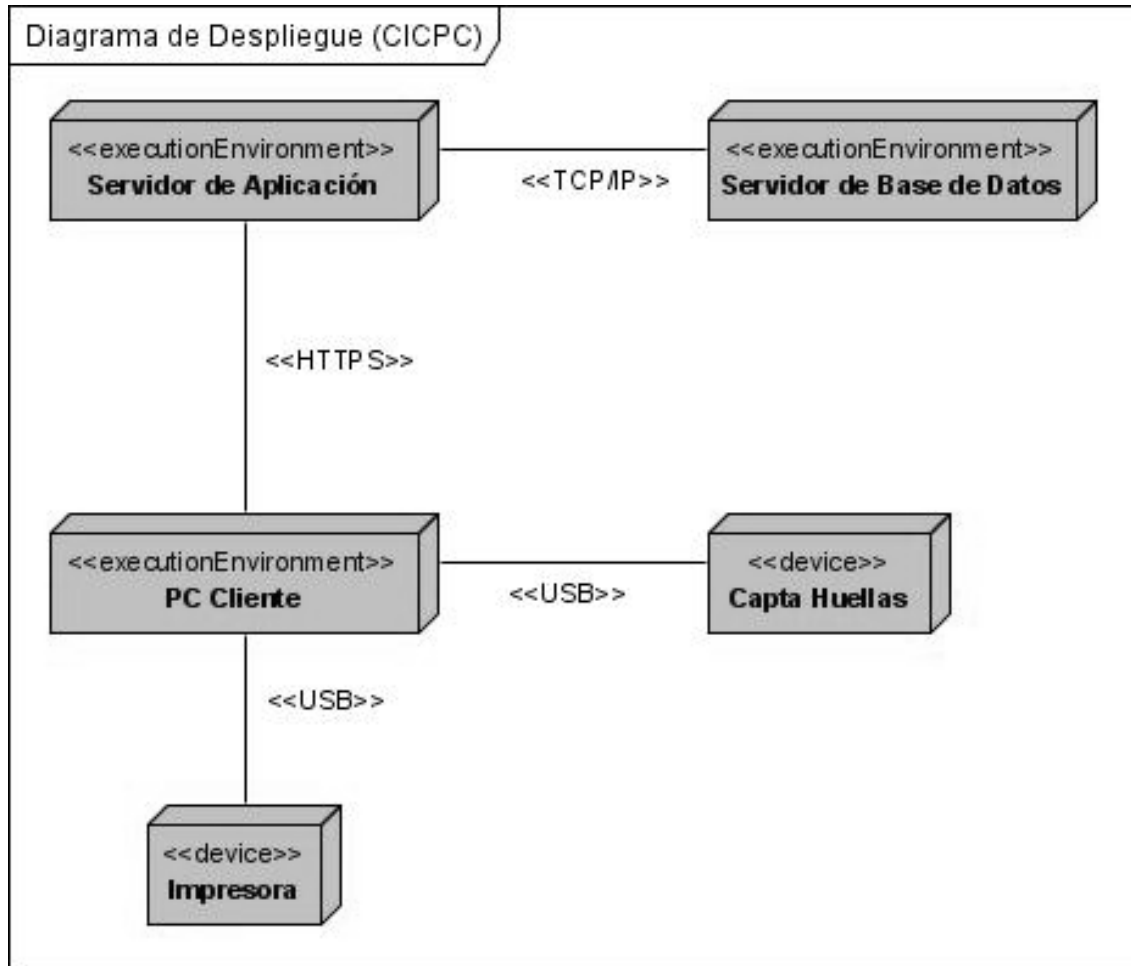 Diagrama de Despliegue (CICPC)
<<executionEnvironment>>
Servidor de Aplicación
<<TCP/IP>>
<<executionEnvironment>>
Servidor de Base de Datos
<<HTTPS>>
<<executionEnvironment>>
PC Cliente
<<USB>>
<<device>>
Capta Huellas
<<USB>>
<<device>>
Impresora